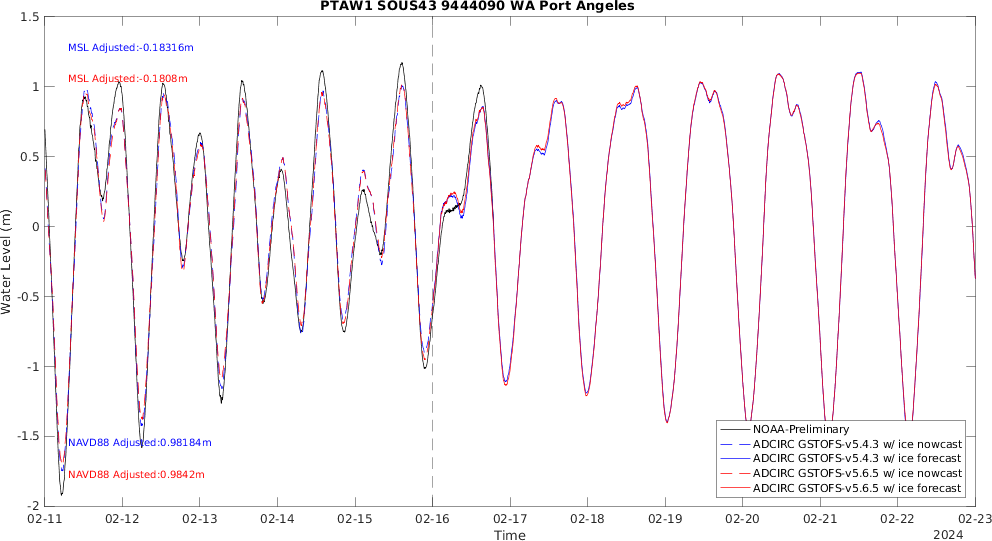 PTAW1 SOUS43 9444090 WA Port Angeles
1.5
MSL Adjusted:-0.18316m
MSL Adjusted:-0.1808m
1
0.5
0
-0.5
-1
-1.5
-2
Water Level (m)
NAVD88 Adjusted:0.98184m
NAVD88 Adjusted:0.9842m
NOAA-Preliminary
ADCIRC GSTOFS-v5.4.3 w/ ice nowcast
ADCIRC GSTOFS-v5.4.3 w/ ice forecast
ADCIRC GSTOFS-v5.6.5 w/ ice nowcast
ADCIRC GSTOFS-v5.6.5 w/ ice forecast
02-11 02-12 02-13 02-14 02-15 02-16 02-17 02-18 02-19 02-20 02-21 02-22 02-23
Time
2024